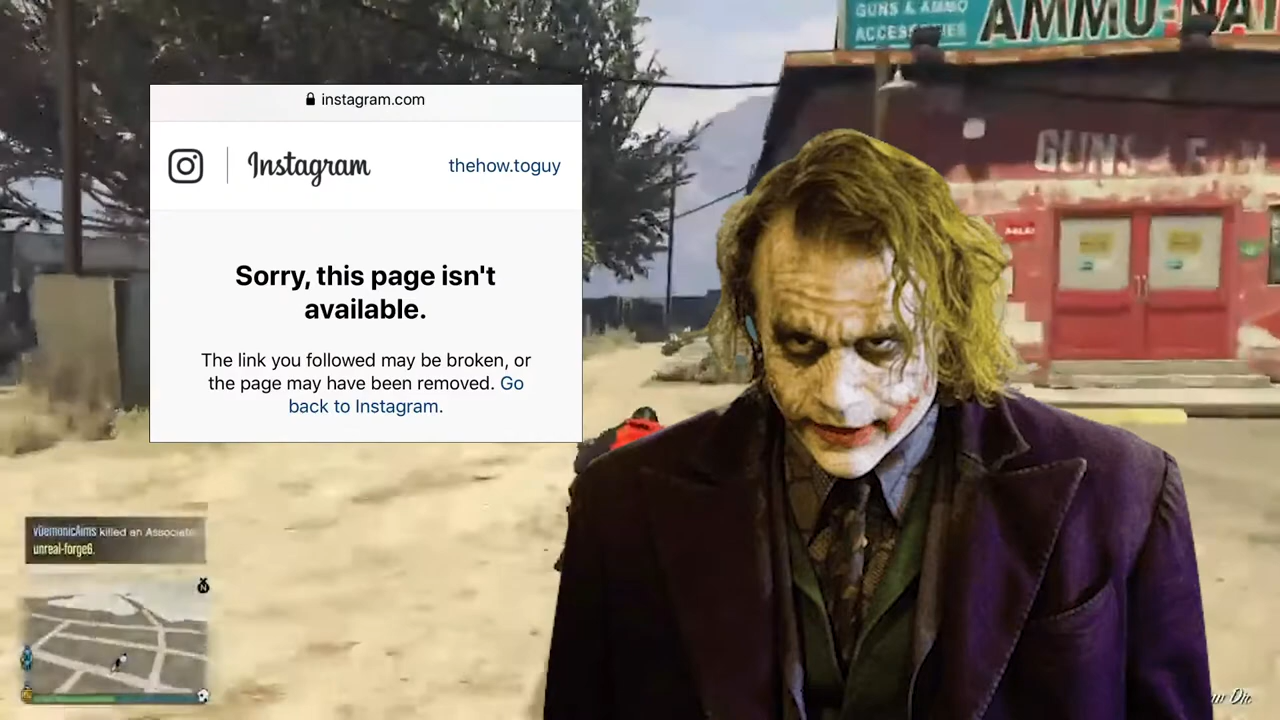 GUNS & AMMO
ACCESSORIES
AMMU-NAT
instagram.com
Instagram
thehow.toguy
GUNS
Sorry, this page isn't
available.
The link you followed may be broken, or
the page may have been removed. Go
back to Instagram.
vDemonicAims killed an Associate
unreal-forge6.
N